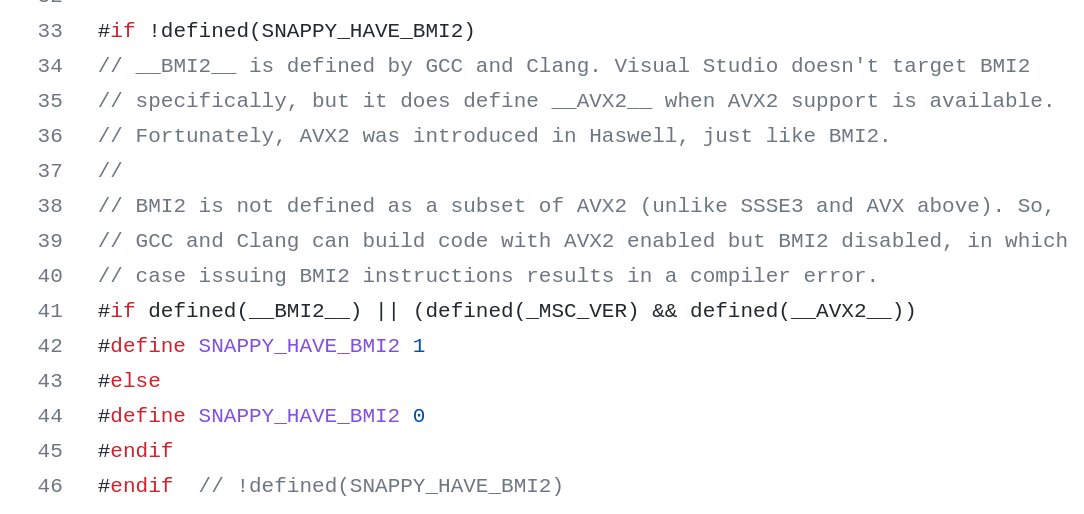 32
33 #if !defined(SNAPPY_HAVE_BMI2)
34 // __BMI2__ is defined by GCC and Clang. Visual Studio doesn't target BMI2
35 // specifically, but it does define __AVX2__ when AVX2 support is available.
36 // Fortunately, AVX2 was introduced in Haswell, just like BMI2.
37 //
38 // BMI2 is not defined as a subset of AVX2 (unlike SSSE3 and AVX above). So,
39 // GCC and Clang can build code with AVX2 enabled but BMI2 disabled, in which
40 // case issuing BMI2 instructions results in a compiler error.
41 #if defined(__BMI2__) || (defined(_MSC_VER) && defined(__AVX2__))
42 #define SNAPPY_HAVE_BMI2 1
43 #else
44 #define SNAPPY_HAVE_BMI2 0
45 #endif
46 #endif  // !defined(SNAPPY_HAVE_BMI2)